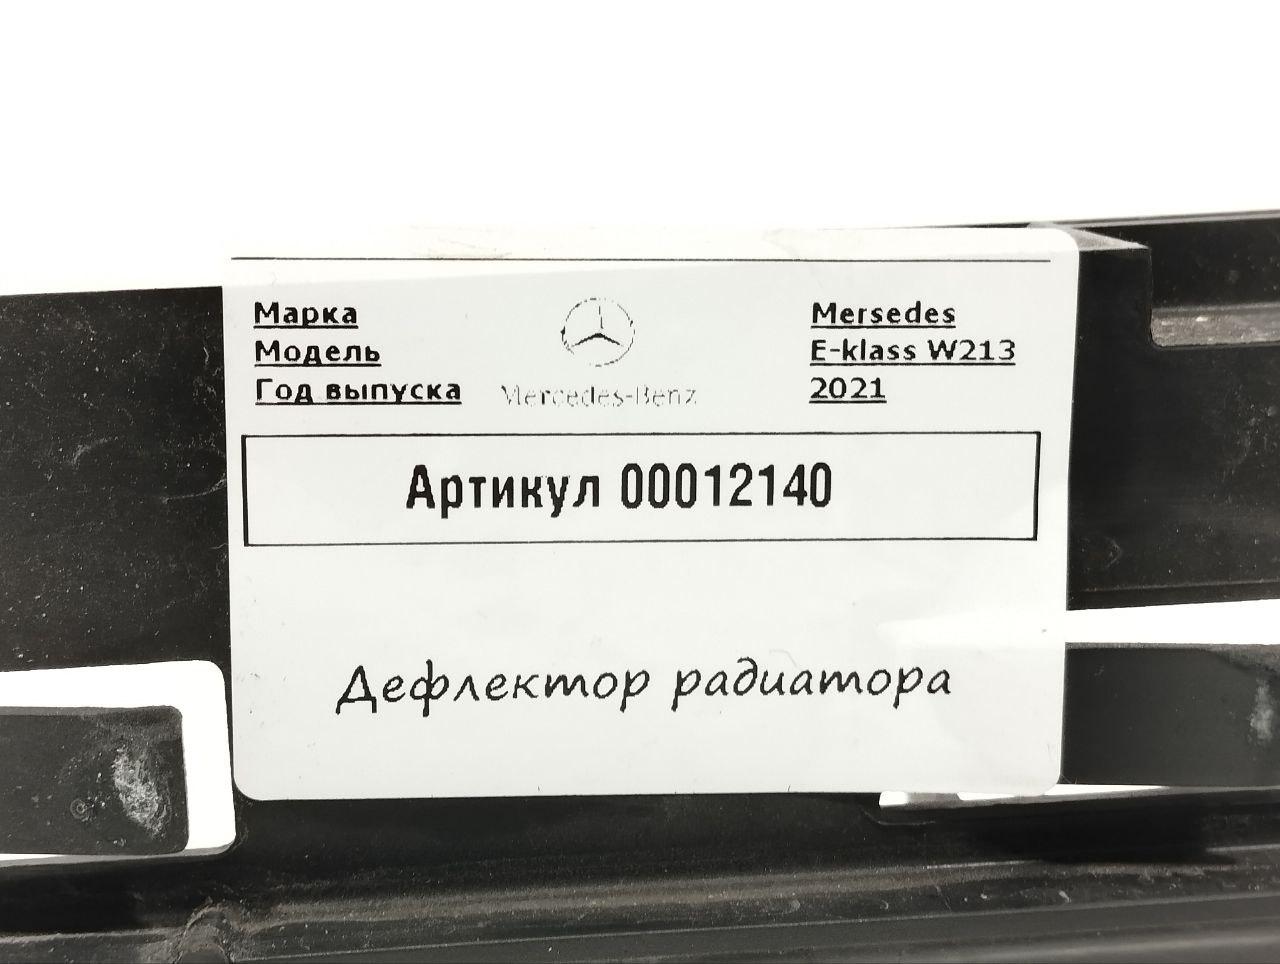 Марка Mersedes
Модель E-klass W213
Год выпуска 2021
Mercedes-Benz
Артикул 00012140
Дефлектор радиатора